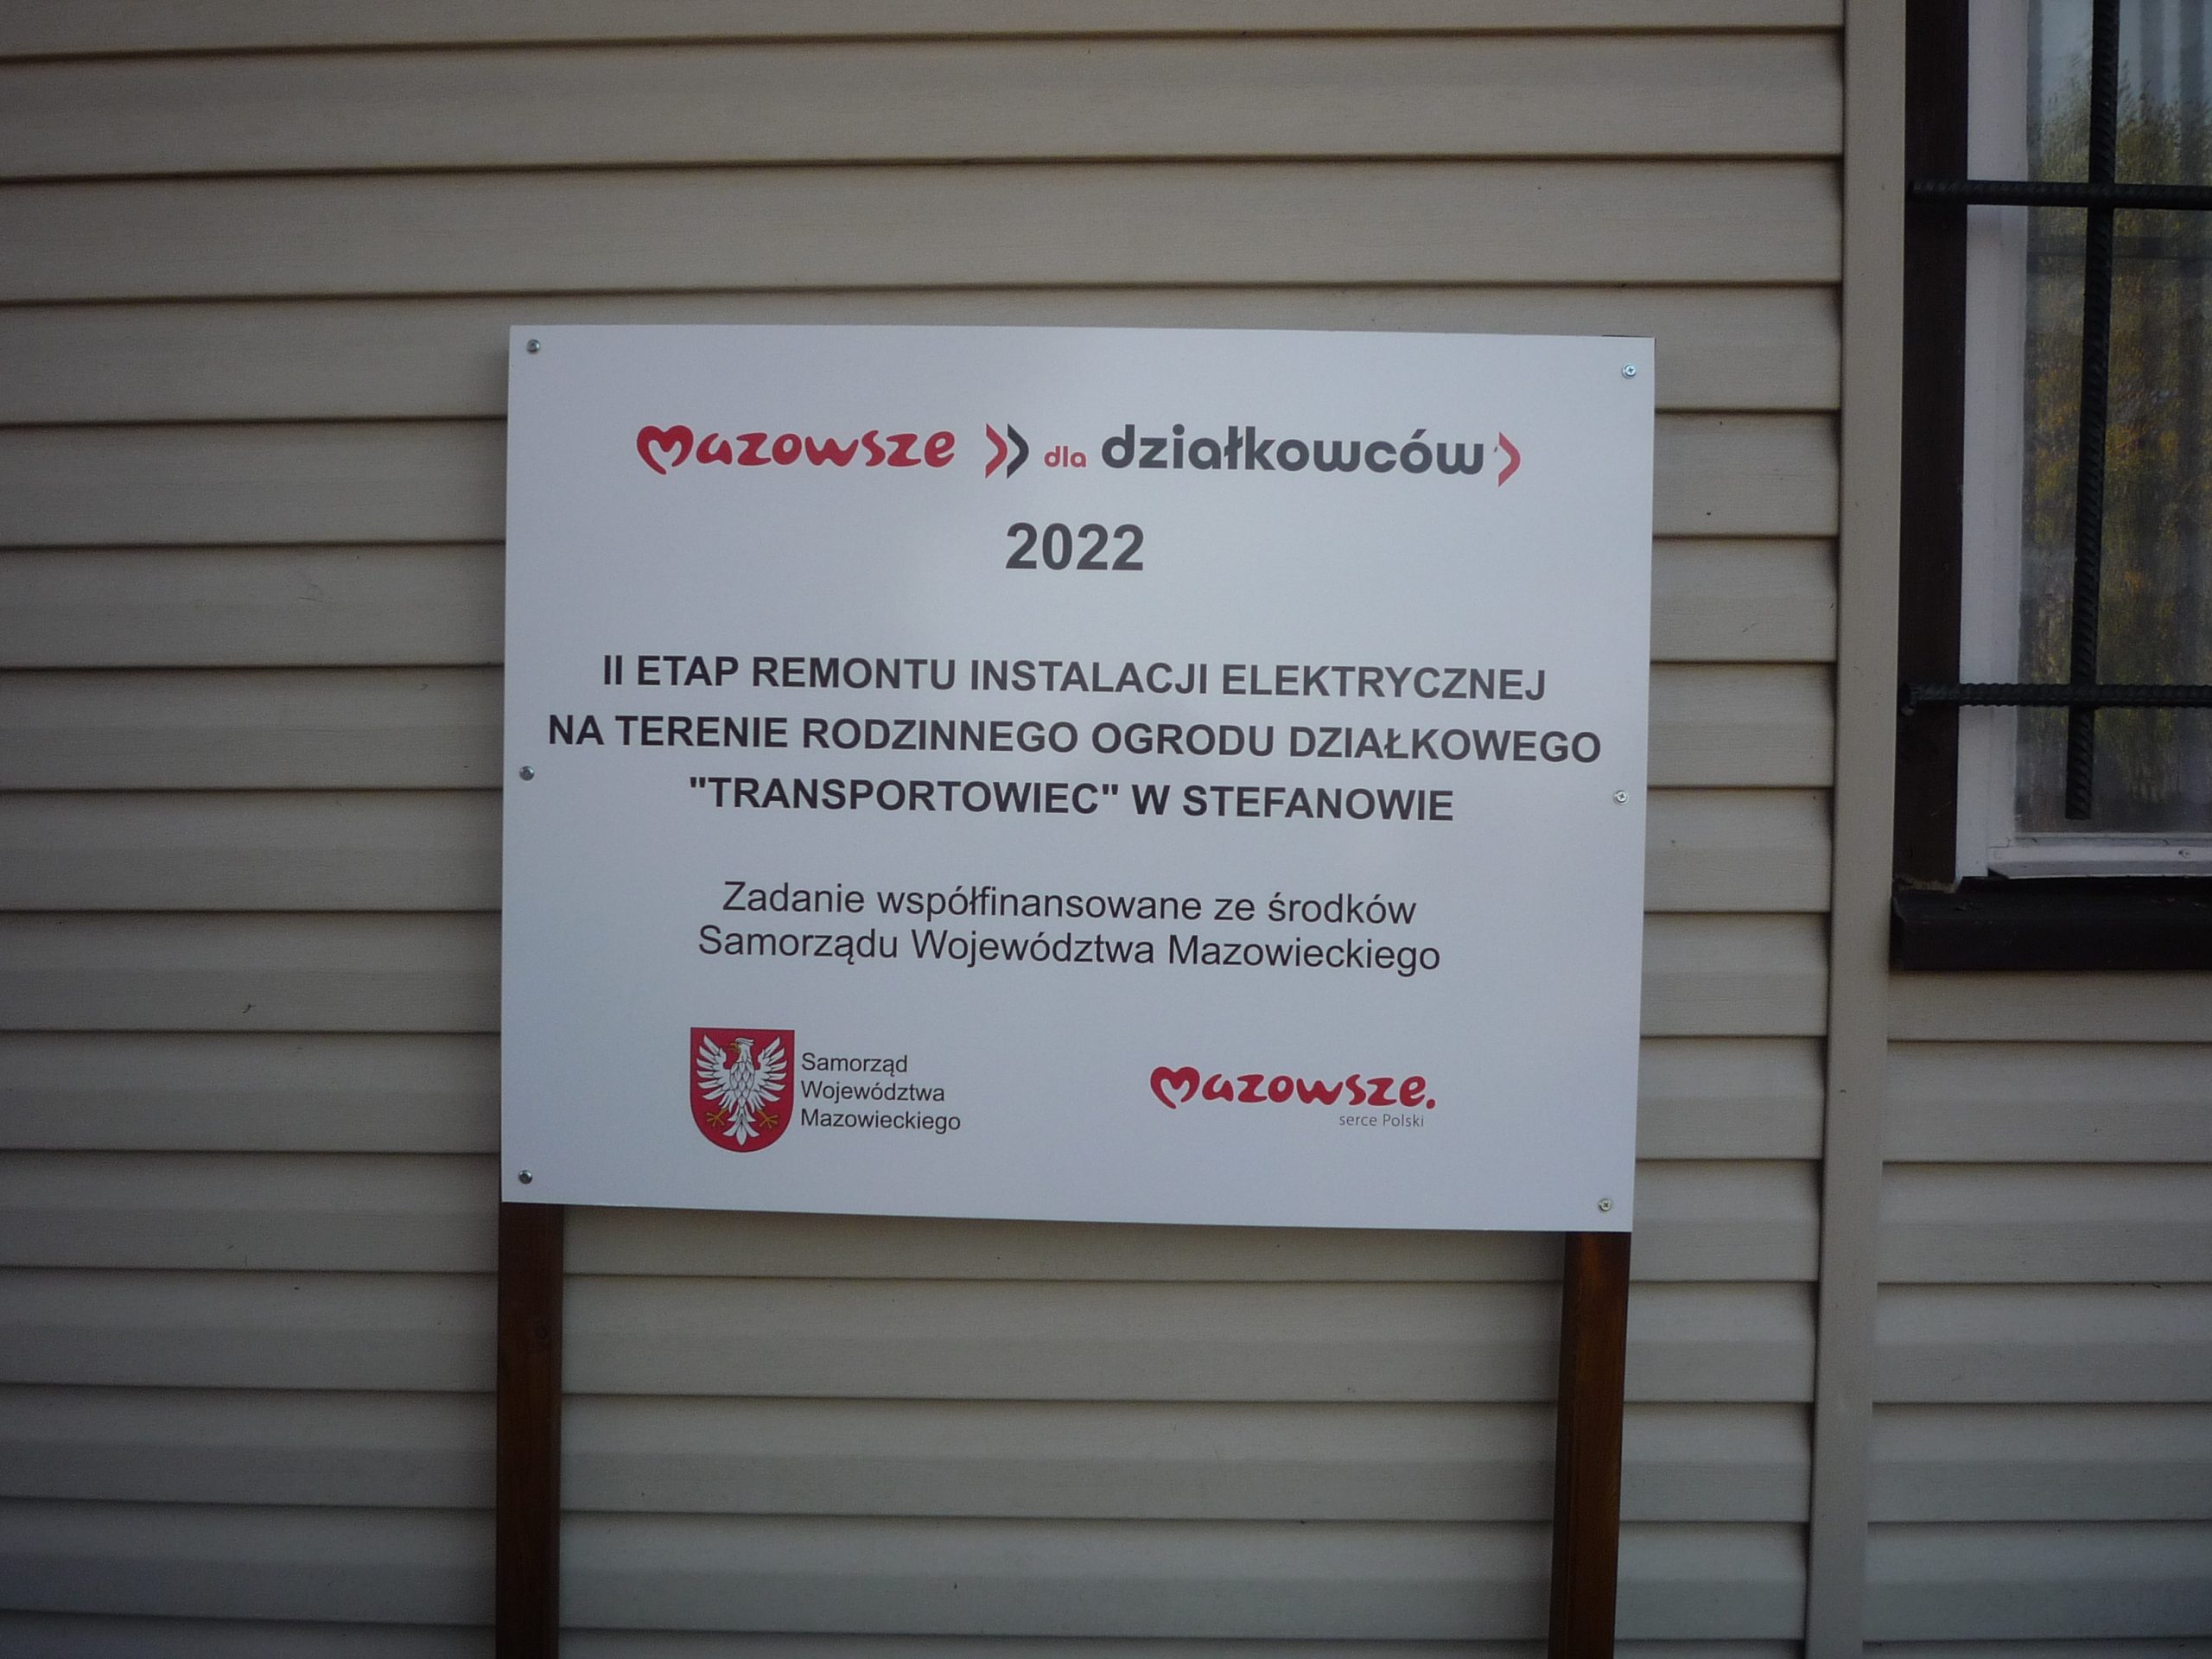 mazowsze dla działkowców
2022
II ETAP REMONTU INSTALACJI ELEKTRYCZNEJ
NA TERENIE RODZINNEGO OGRODU DZIAŁKOWEGO
"TRANSPORTOWIEC" W STEFANOWIE
Zadanie współfinansowane ze środków
Samorządu Województwa Mazowieckiego
Samorząd
Województwa
Mazowieckiego
mazowsze.
serce Polski